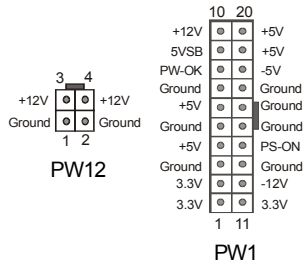 10 20
+12V +5V
5VSB +5V
PW-OK -5V
Ground Ground
+5V Ground
Ground Ground
+5V PS-ON
Ground Ground
3.3V -12V
3.3V 3.3V
1 11
PW1
3 4
+12V +12V
Ground Ground
1 2
PW12